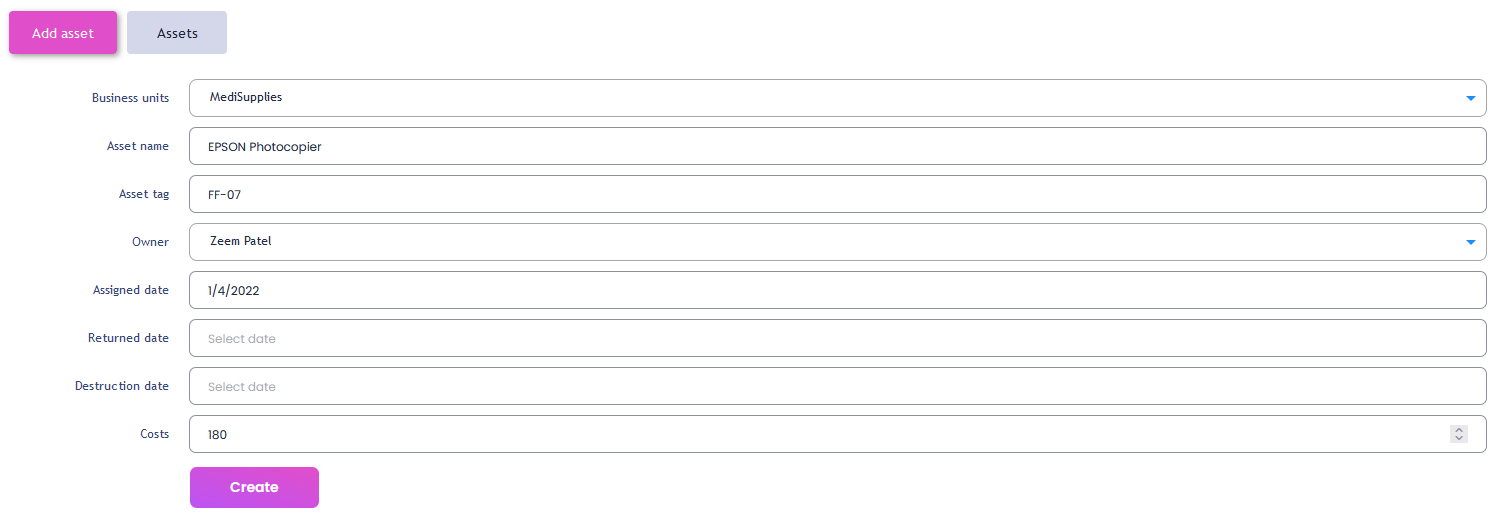 Add asset Assets
Business units MediSupplies
Asset name EPSON Photocopier
Asset tag FF-07
Owner Zeem Patel
Assigned date 1/4/2022
Returned date Select date
Destruction date Select date
Costs 180
Create